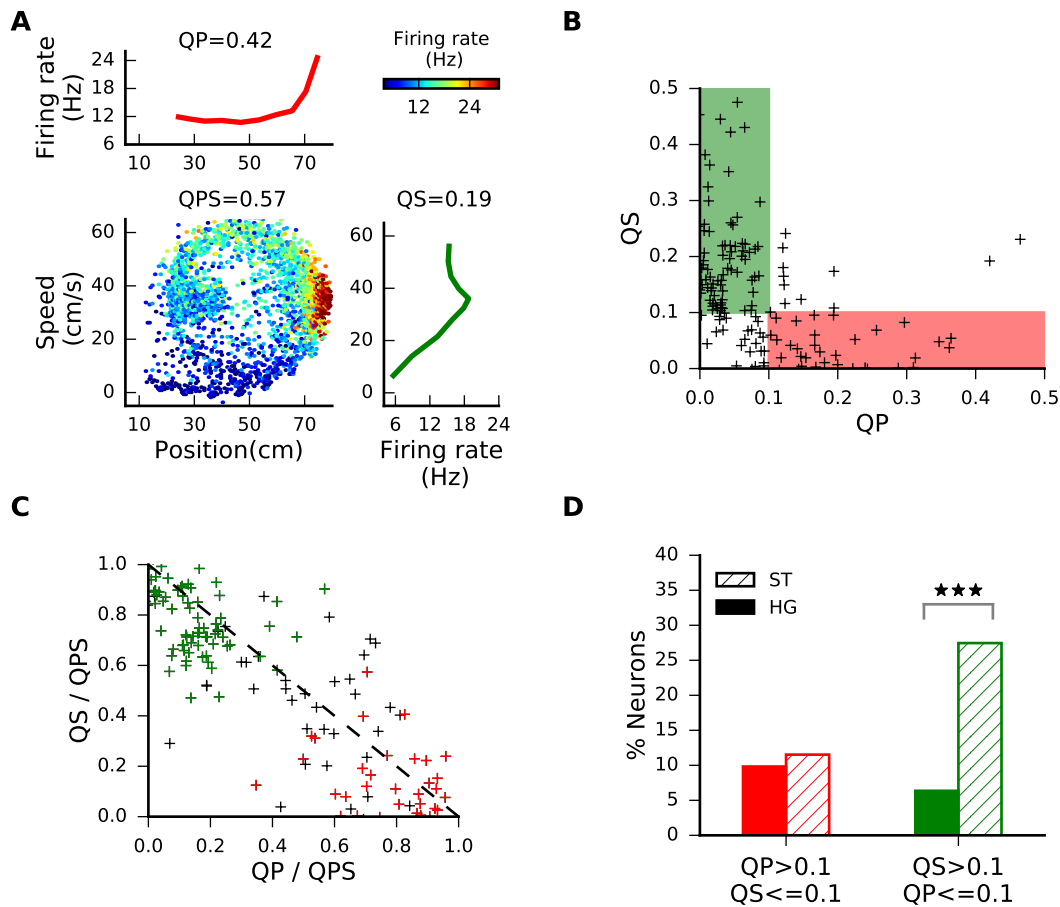 A
QP=0.42
Firing rate
(Hz)
24
18
12
6
10 30 50 70
Firing rate
(Hz)
12 24
QPS=0.57
Speed
(cm/s)
60
40
20
0
10 30 50 70
Position(cm)
QS=0.19
60
40
20
0
6 12 18 24
Firing rate
(Hz)
B
QS
0.5
0.4
0.3
0.2
0.1
0.0
0.0 0.1 0.2 0.3 0.4 0.5
QP
C
QS / QPS
1.0
0.8
0.6
0.4
0.2
0.0
0.0 0.2 0.4 0.6 0.8 1.0
QP / QPS
D
% Neurons
40
35
30
25
20
15
10
5
0
ST
HG
★★★
QP>0.1
QS<=0.1
QS>0.1
QP<=0.1